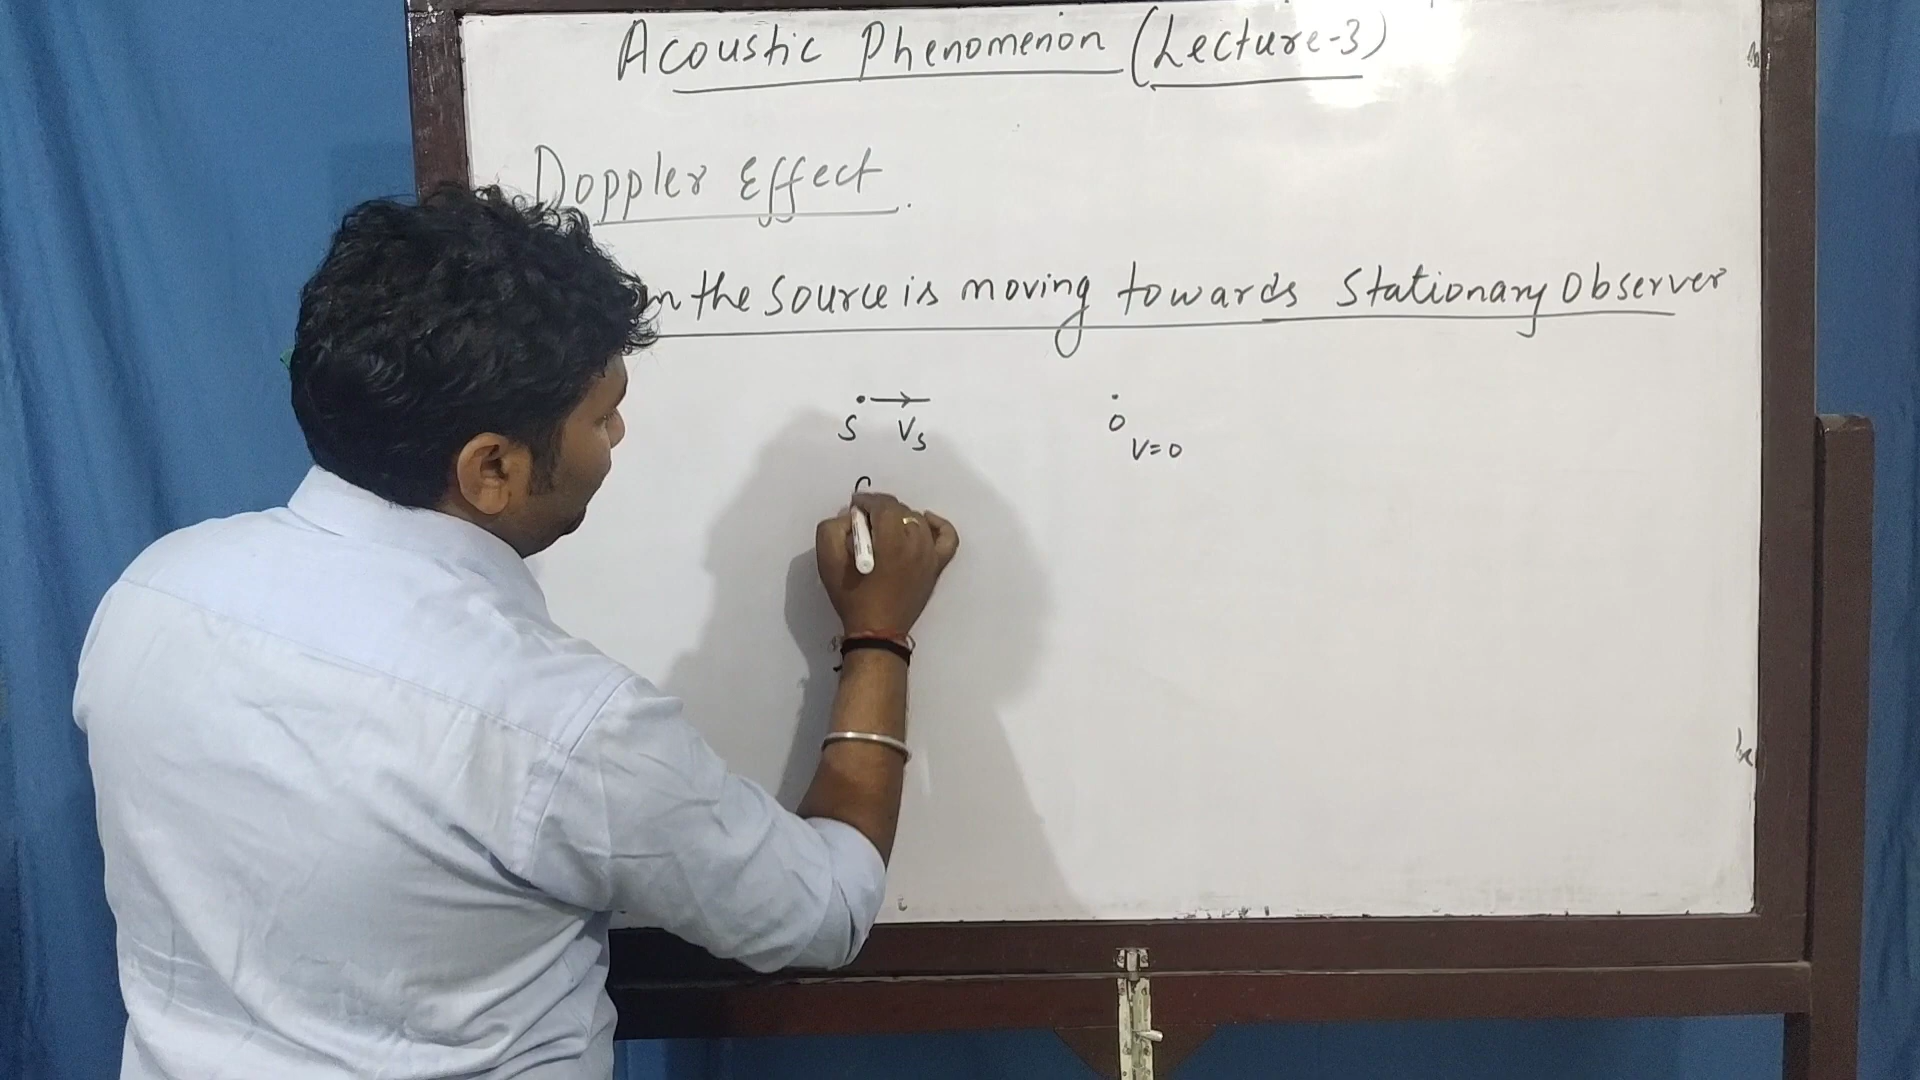 Acoustic Phenomenon (Lecture-3)
Doppler Effect.
the Source is moving towards Stationary Observer
S Vs O
V=0